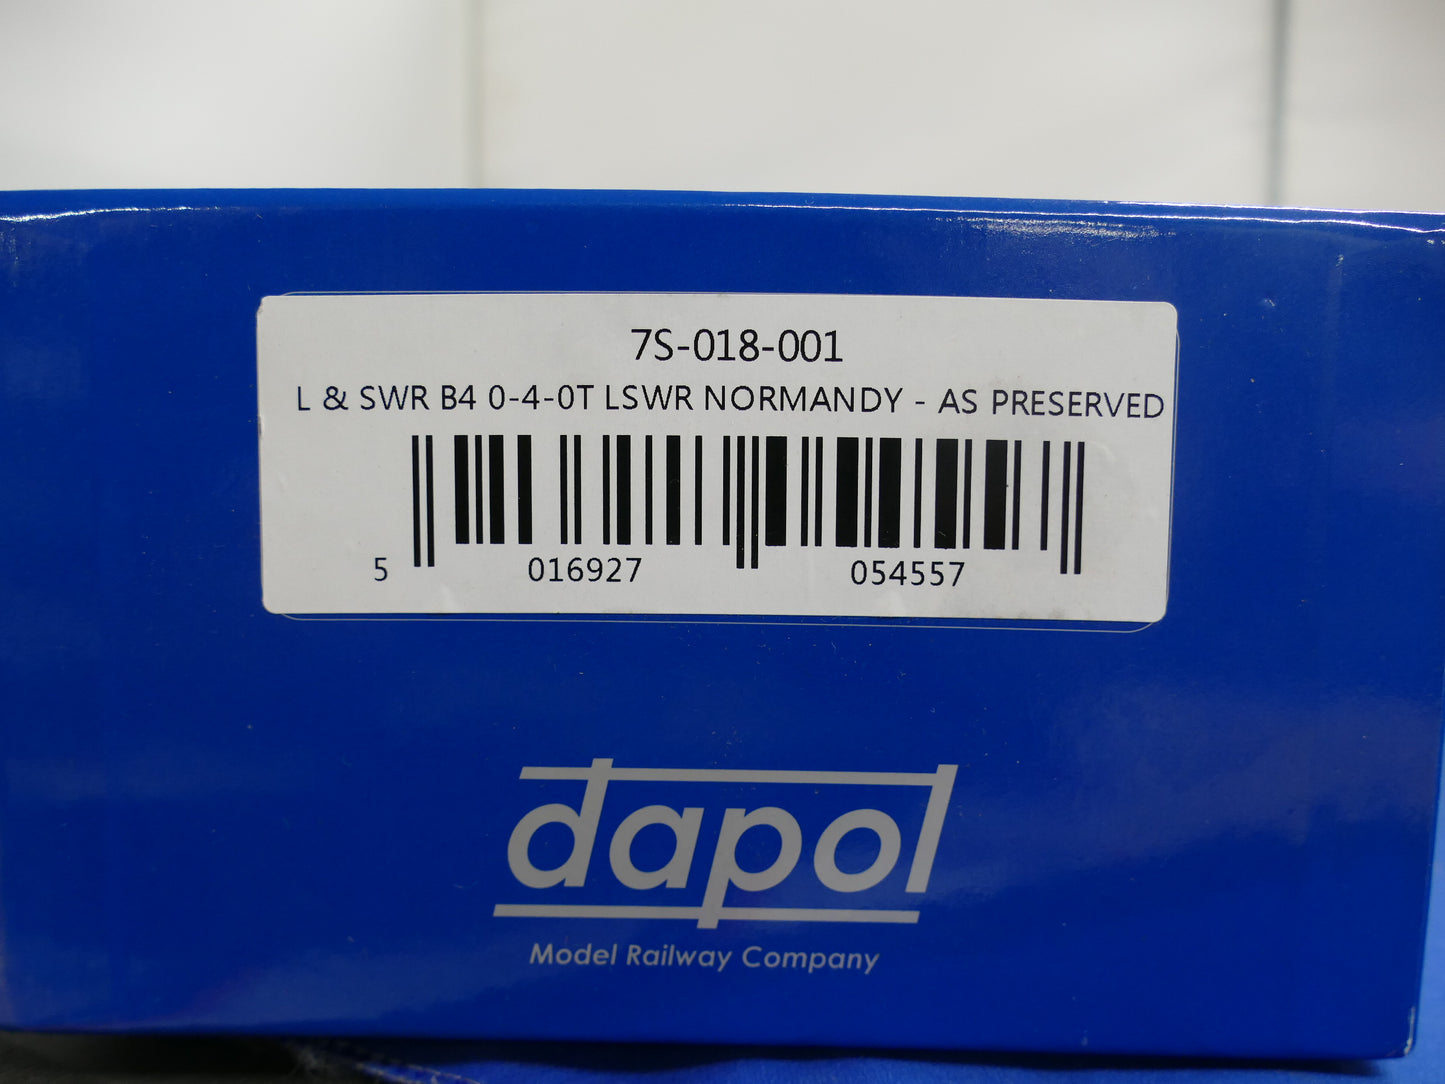 7S-018-001
L & SWR B4 0-4-0T LSWR NORMANDY - AS PRESERVED
5 016927 054557
dapol
Model Railway Company